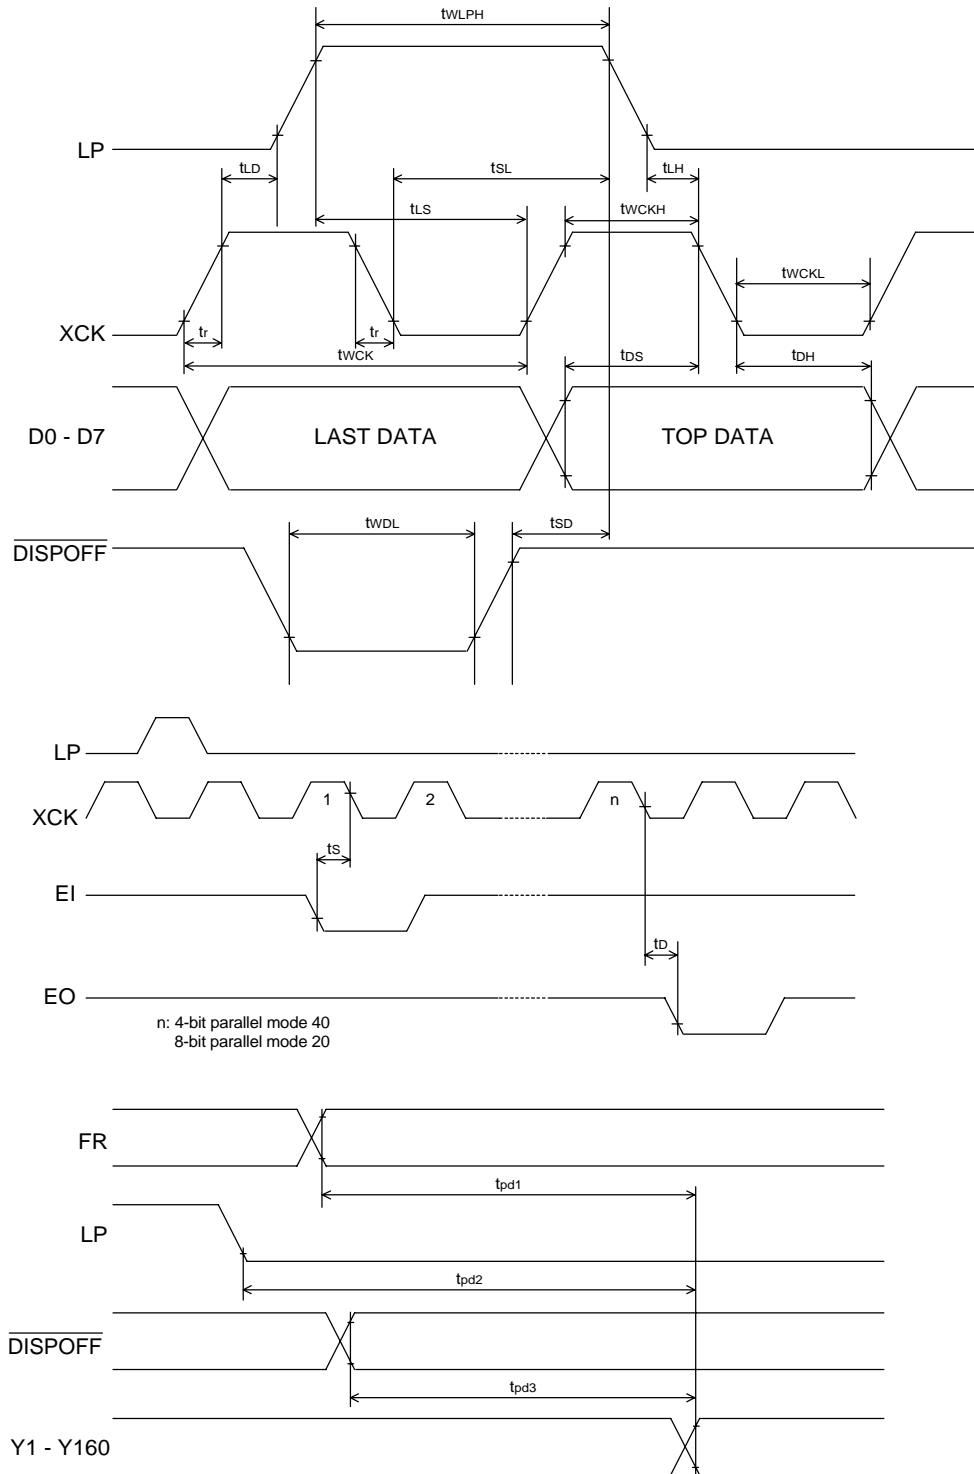 tWLPH
LP
tLD
tSL
tLH
tLS
tWCKH
tWCKL
XCK
tr
tr
tWCK
tDS
tDH
D0 - D7
LAST DATA
TOP DATA
tWDL
tSD
DISPOFF
LP
XCK
1
2
n
tS
EI
tD
EO
n: 4-bit parallel mode 40
8-bit parallel mode 20
FR
tpd1
LP
tpd2
DISPOFF
tpd3
Y1 - Y160